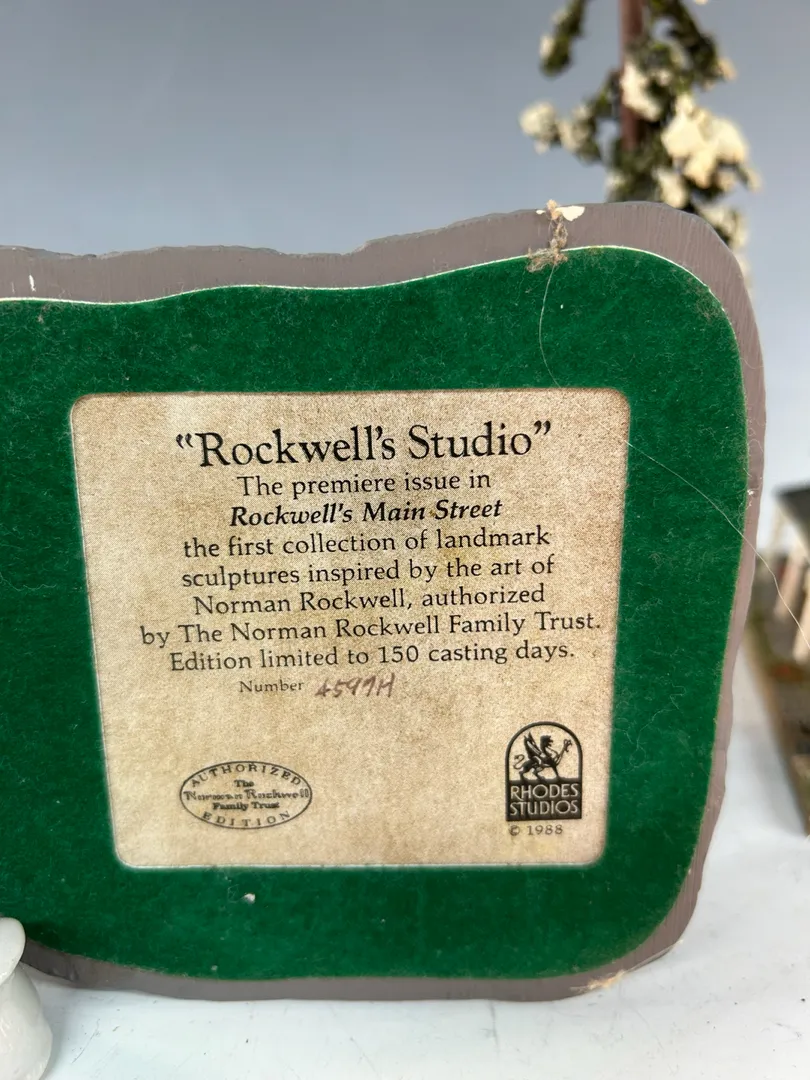 “Rockwell's Studio”
The premiere issue in
Rockwell's Main Street
the first collection of landmark
sculptures inspired by the art of
Norman Rockwell, authorized
by The Norman Rockwell Family Trust.
Edition limited to 150 casting days.
Number 4597H
AUTHORIZED
The
Norman Rockwell
Family Trust
EDITION
RHODES
STUDIOS
© 1988